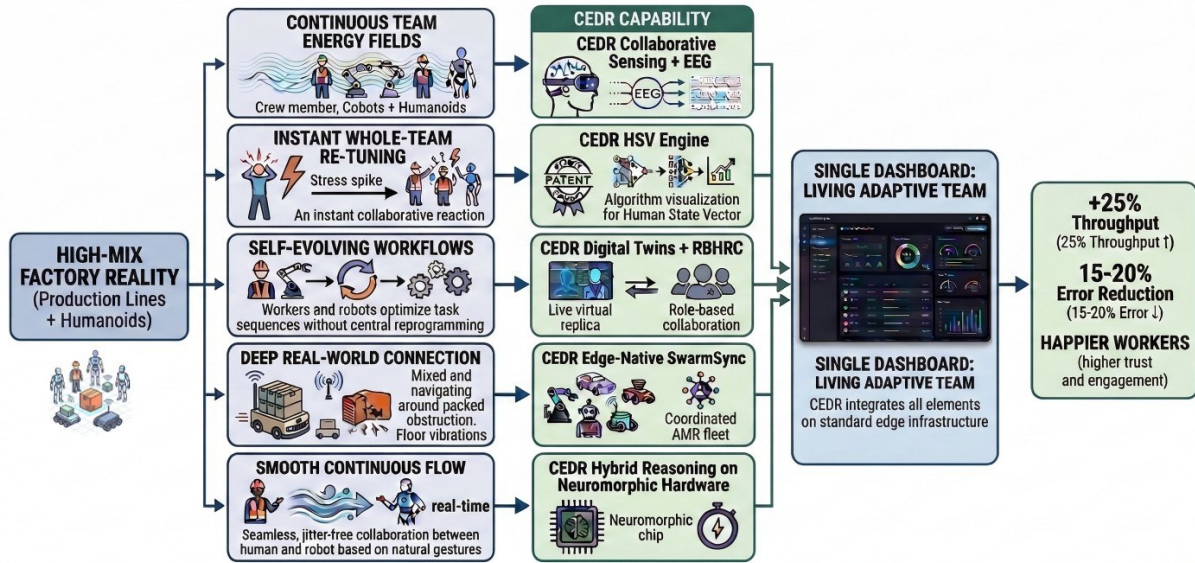 HIGH-MIX
FACTORY REALITY
(Production Lines
+ Humanoids)
CONTINUOUS TEAM
ENERGY FIELDS
Crew member, Cobots + Humanoids
INSTANT WHOLE-TEAM
RE-TUNING
Stress spike
An instant collaborative reaction
SELF-EVOLVING WORKFLOWS
Workers and robots optimize task
sequences without central reprogramming
DEEP REAL-WORLD CONNECTION
Mixed and
navigating
around packed
obstruction.
Floor vibrations
SMOOTH CONTINUOUS FLOW
real-time
Seamless, jitter-free collaboration between
human and robot based on natural gestures
CEDR CAPABILITY
CEDR Collaborative
Sensing + EEG
EEG
CEDR HSV Engine
PATENT
Algorithm visualization
for Human State Vector
CEDR Digital Twins + RBHRC
Live virtual
replica
Role-based
collaboration
CEDR Edge-Native SwarmSync
Coordinated
AMR fleet
CEDR Hybrid Reasoning on
Neuromorphic Hardware
Neuromorphic
chip
SINGLE DASHBOARD:
LIVING ADAPTIVE TEAM
SINGLE DASHBOARD:
LIVING ADAPTIVE TEAM
CEDR integrates all elements
on standard edge infrastructure
+25%
Throughput
(25% Throughput ↑)
15-20%
Error Reduction
(15-20% Error ↓)
HAPPIER WORKERS
(higher trust
and engagement)